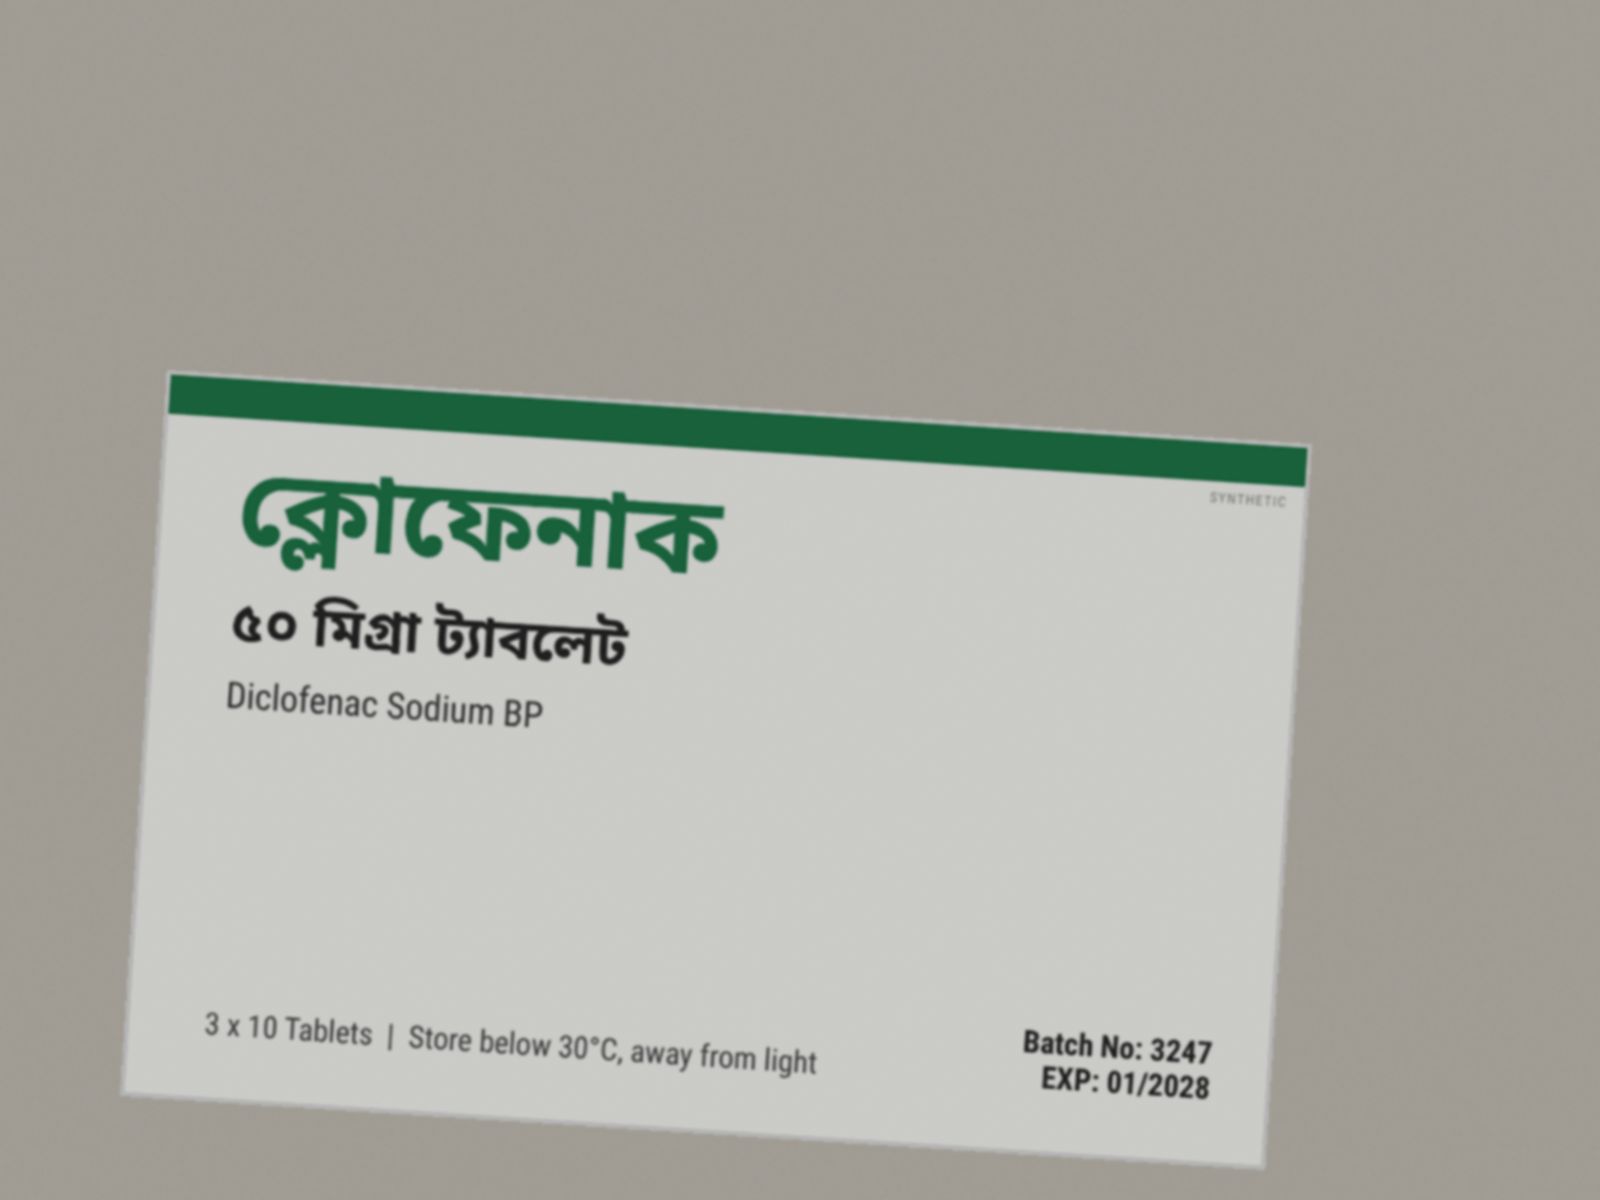 SYNTHETIC
ক্লোফেনাক
৫০ মিগ্রা ট্যাবলেট
Diclofenac Sodium BP
3 x 10 Tablets | Store below 30°C, away from light
Batch No: 3247
EXP: 01/2028